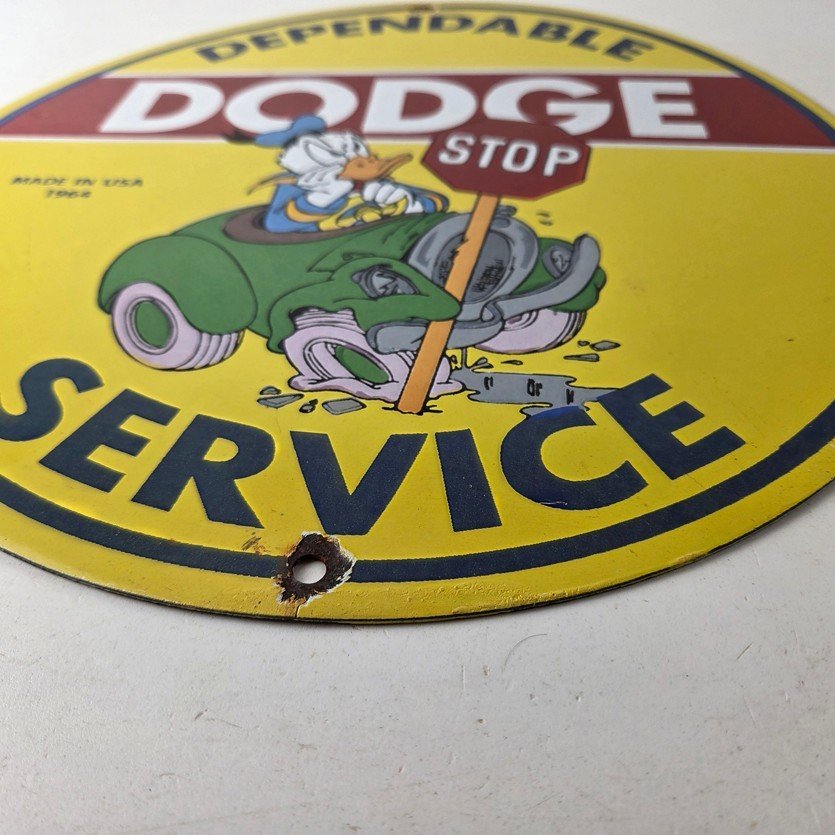 DEPENDABLE
DODGE
STOP
MADE IN USA
1964
SERVICE